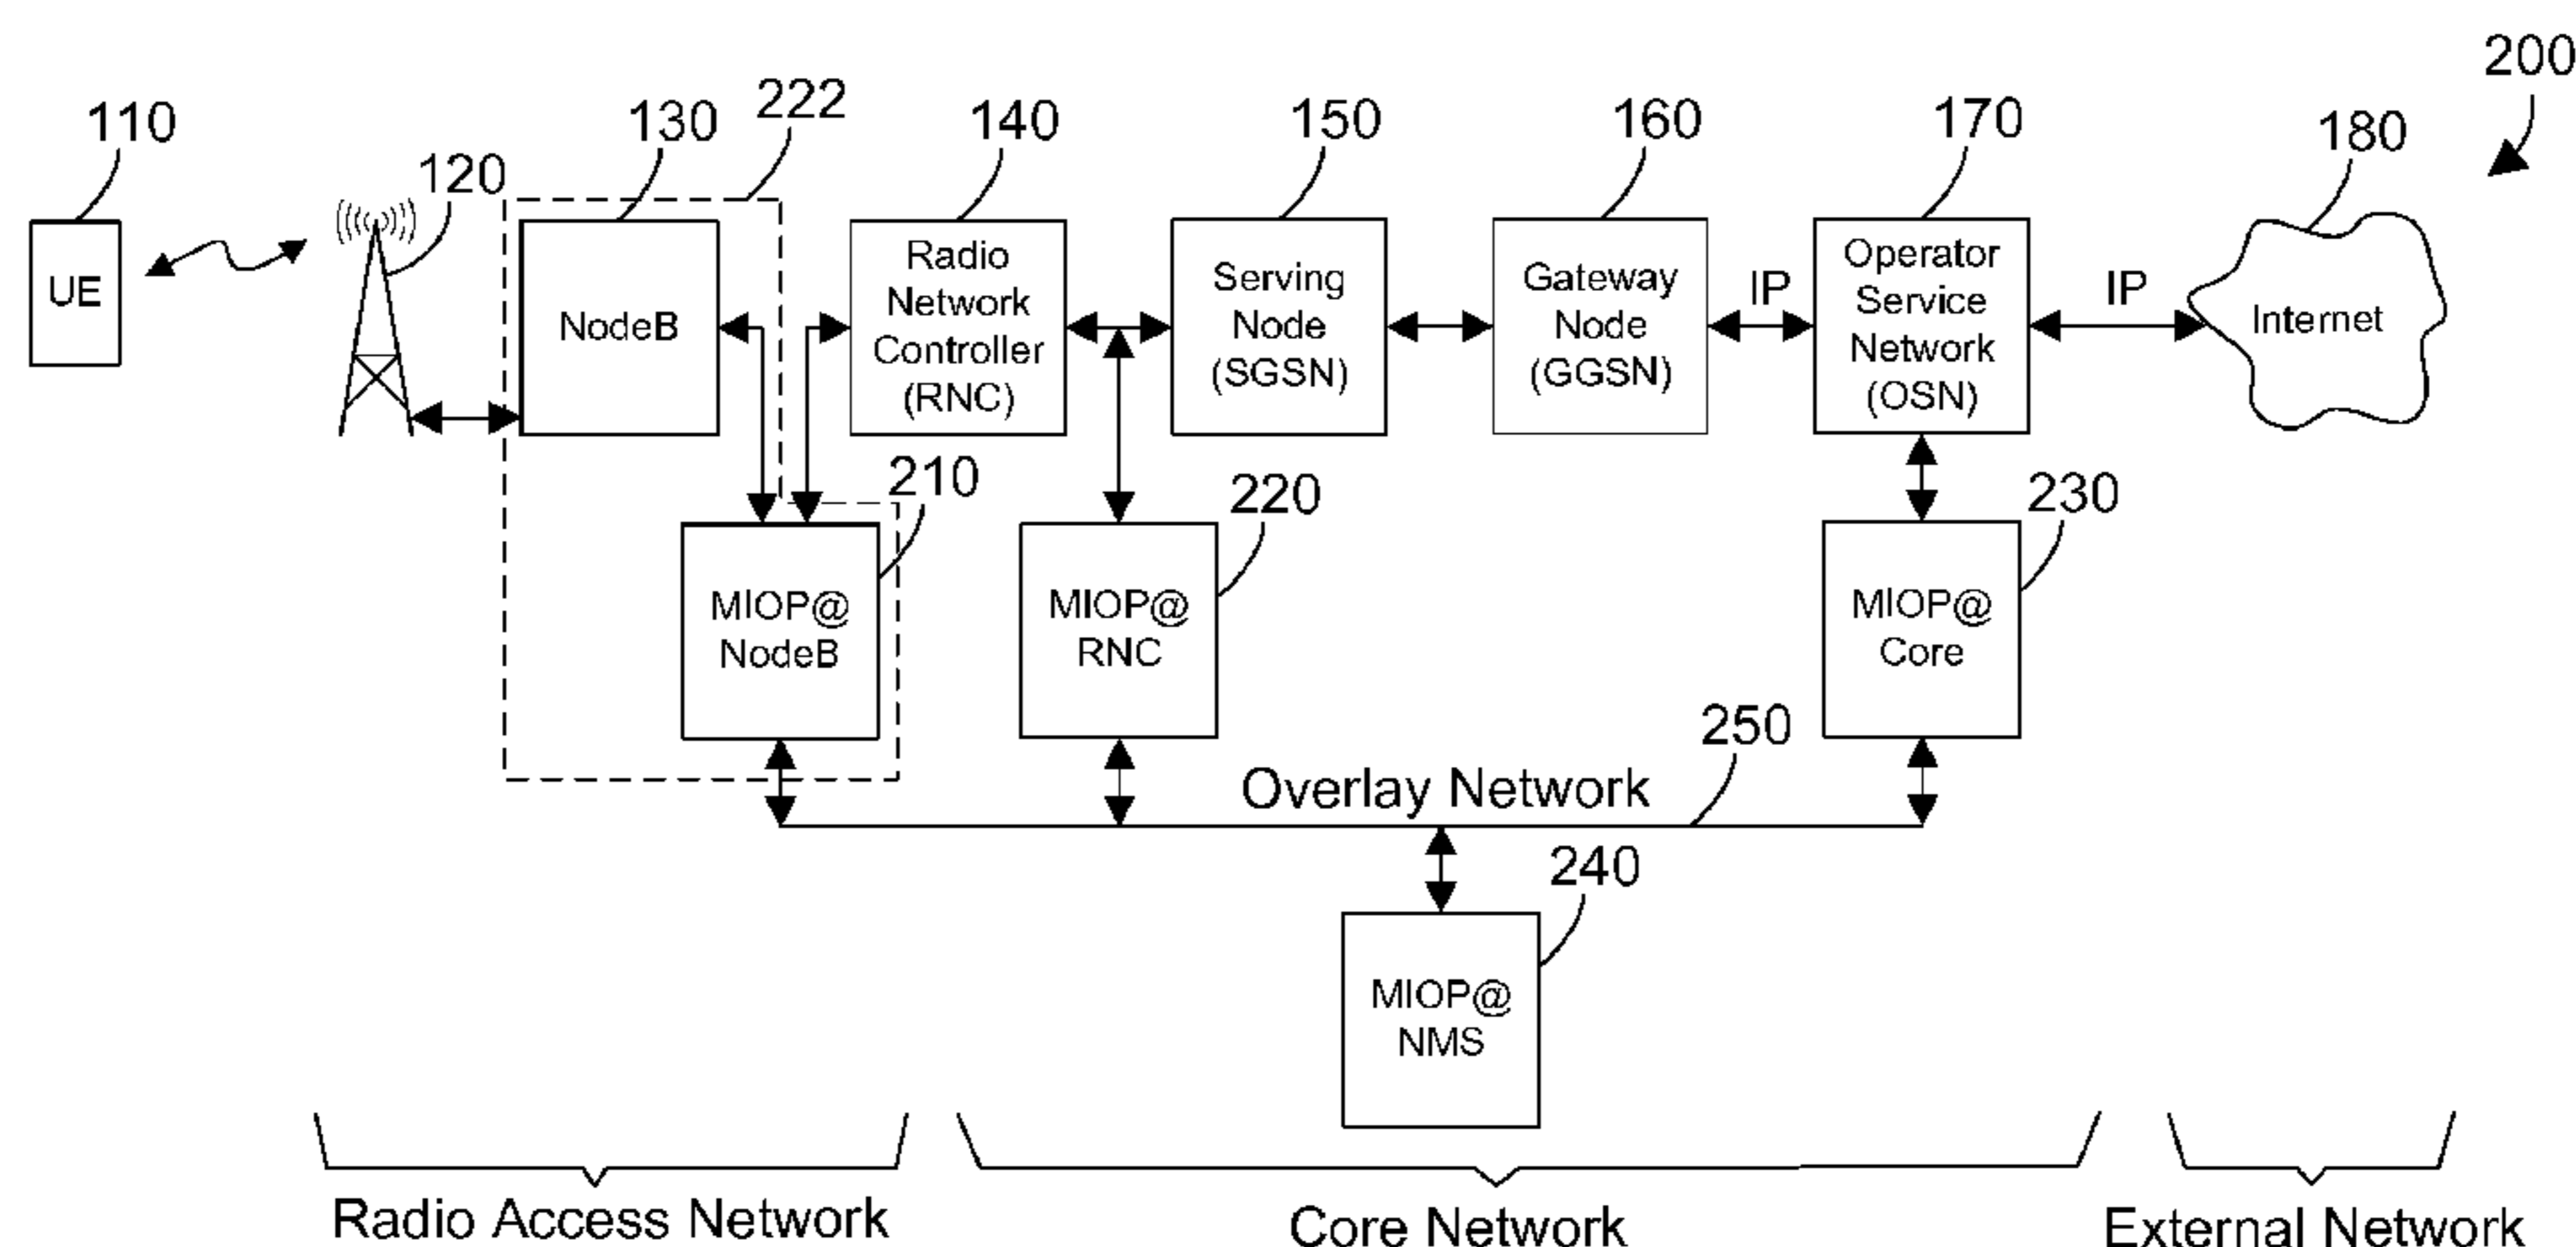 200
110
120
130
222
140
150
160
170
180
UE
NodeB
Radio
Network
Controller
(RNC)
Serving
Node
(SGSN)
Gateway
Node
(GGSN)
IP
Operator
Service
Network
(OSN)
IP
Internet
210
220
230
MIOP@
NodeB
MIOP@
RNC
MIOP@
Core
250
Overlay Network
240
MIOP@
NMS
Radio Access Network
Core Network
External Network